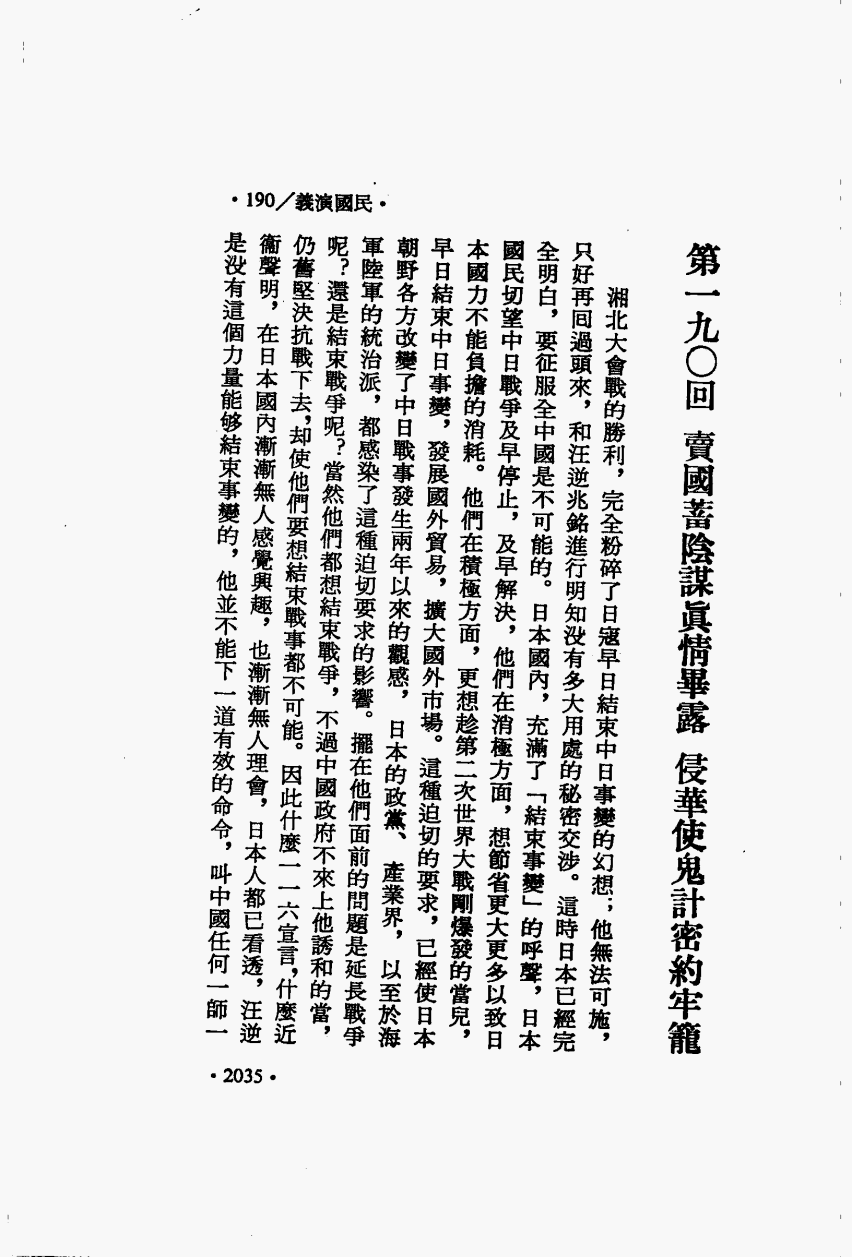 第一九〇回　賣國蓄陰謀眞情畢露　侵華使鬼計密約牢籠
湘北大會戰的勝利，完全粉碎了日寇早日結束中日事變的幻想；他無法可施，
只好再回過頭來，和汪逆兆銘進行明知没有多大用處的秘密交涉。這時日本已經完
全明白，要征服全中國是不可能的。日本國內，充滿了「結束事變」的呼聲，日本
國民切望中日戰爭及早停止，及早解決，他們在消極方面，想節省更大更多以致日
本國力不能負擔的消耗。他們在積極方面，更想趁第二次世界大戰剛爆發的當兒，
早日結束中日事變，發展國外貿易，擴大國外市場。這種迫切的要求，已經使日本
朝野各方改變了中日戰事發生兩年以來的觀感，日本的政黨、產業界，以至於海
軍陸軍的統治派，都感染了這種迫切要求的影響。擺在他們面前的問題是延長戰爭
呢？還是結束戰爭呢？當然他們都想結束戰爭，不過中國政府不來上他誘和的當，
仍舊堅決抗戰下去，却使他們要想結束戰事都不可能。因此什麼一一六宣言，什麼近
衞聲明，在日本國內漸漸無人感覺興趣，也漸漸無人理會，日本人都已看透，汪逆
是没有這個力量能够結束事變的，他並不能下一道有效的命令，叫中國任何一師一
・190／義演國民・
・2035・